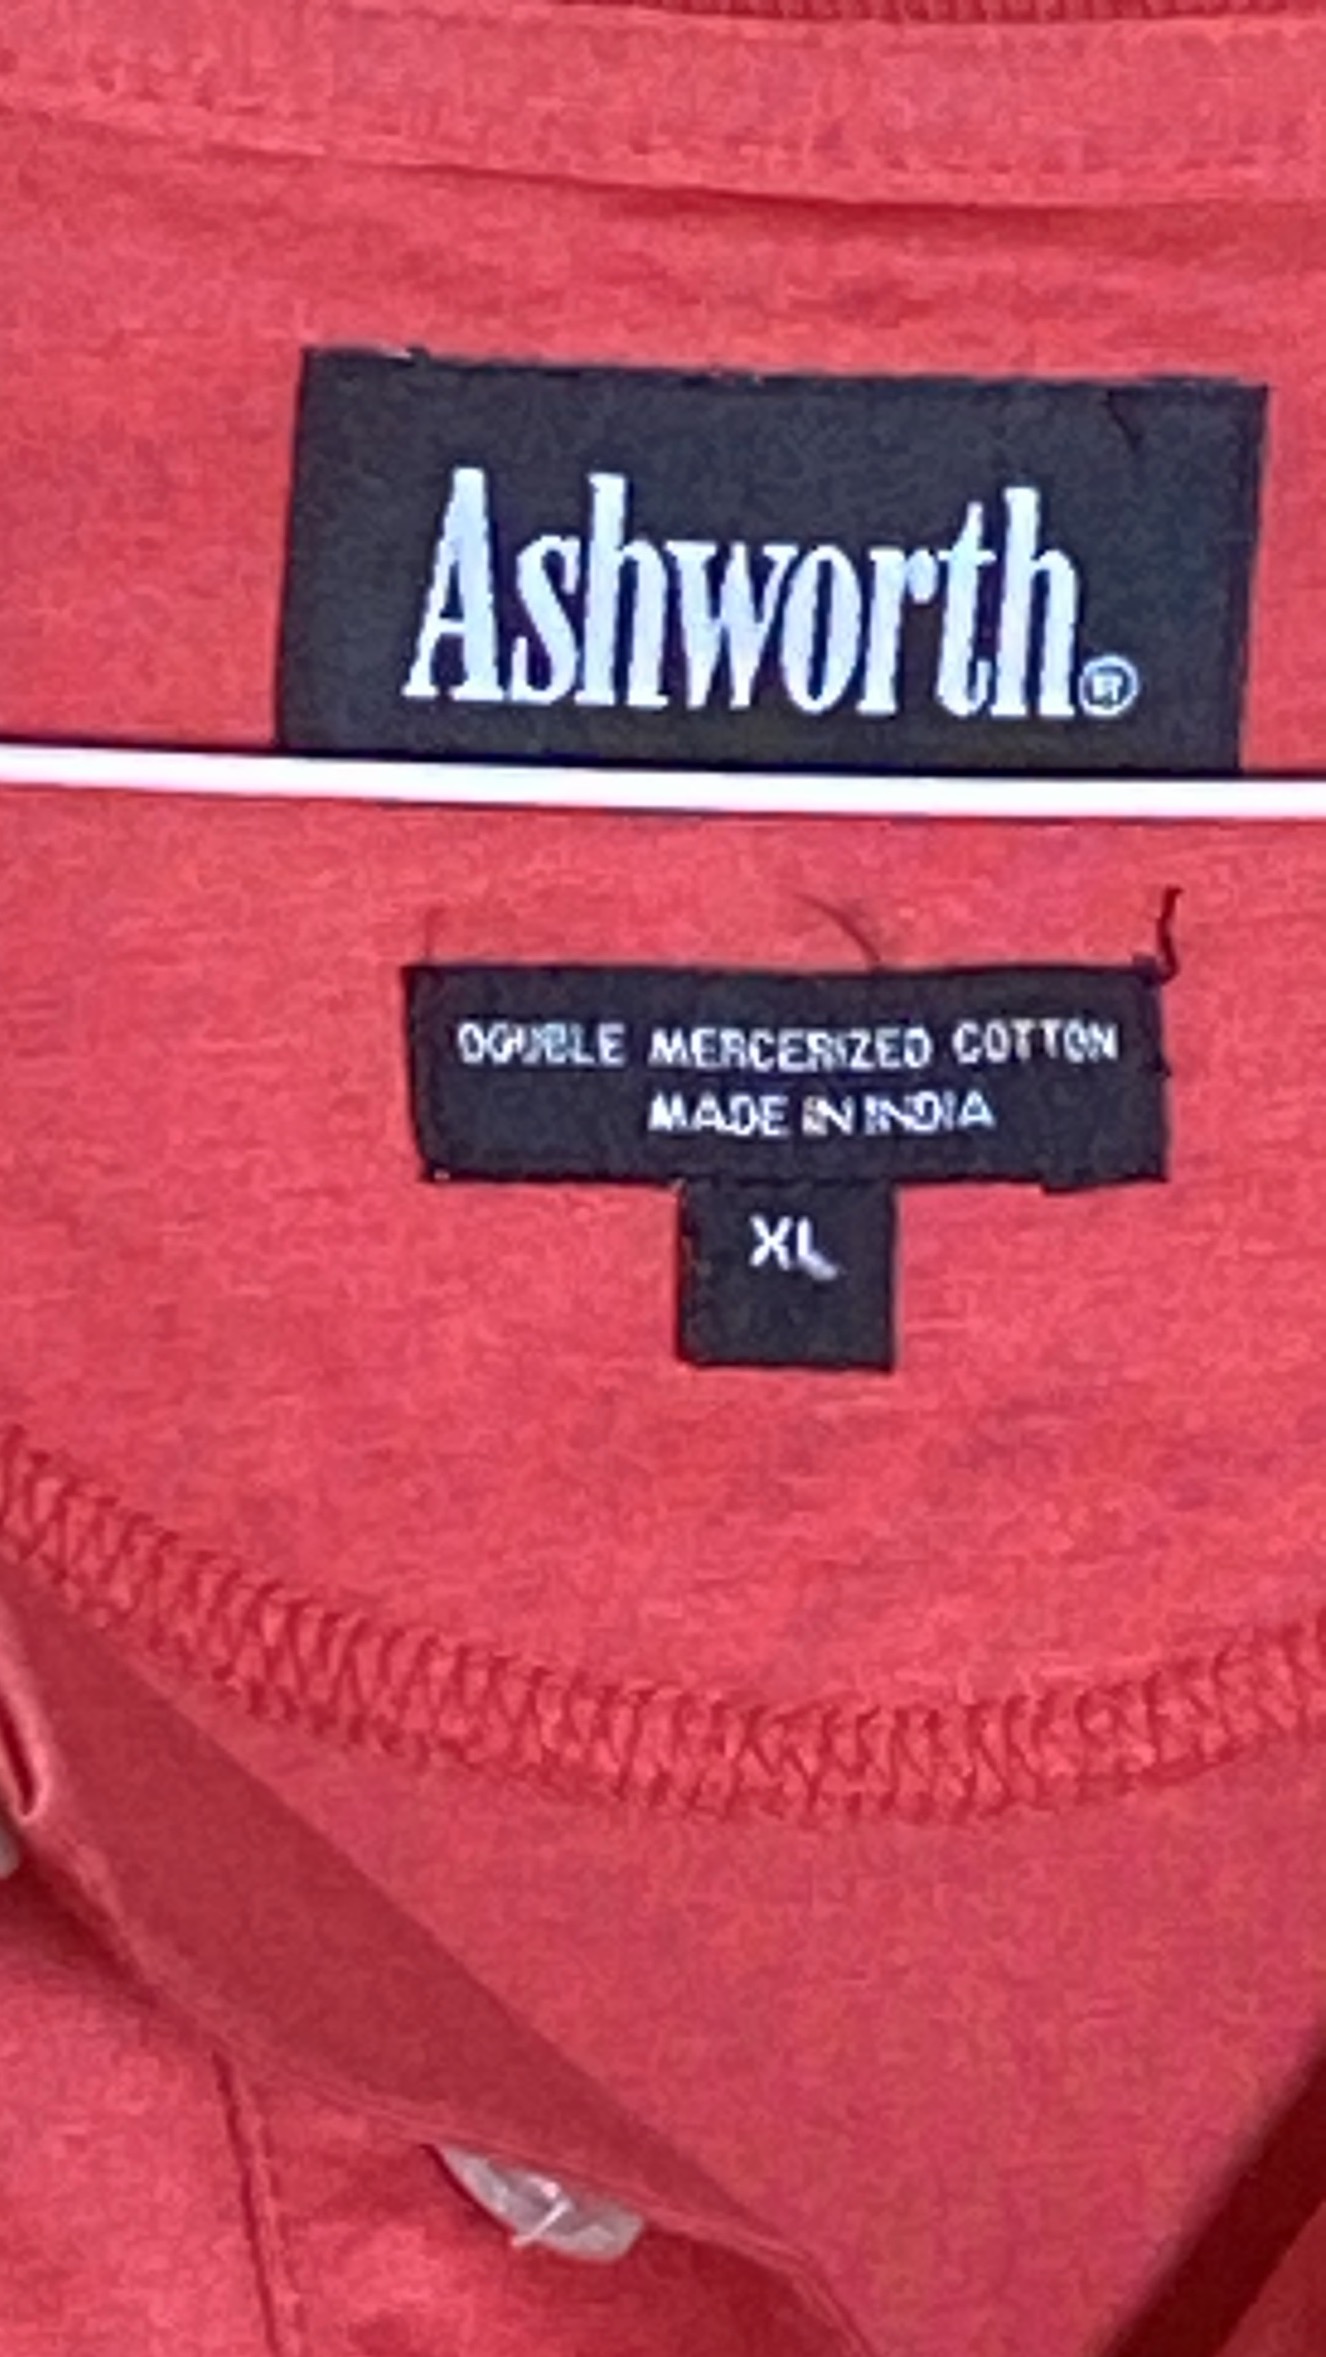 Ashworth®
DOUBLE MERCERIZED COTTON
MADE IN INDIA
XL